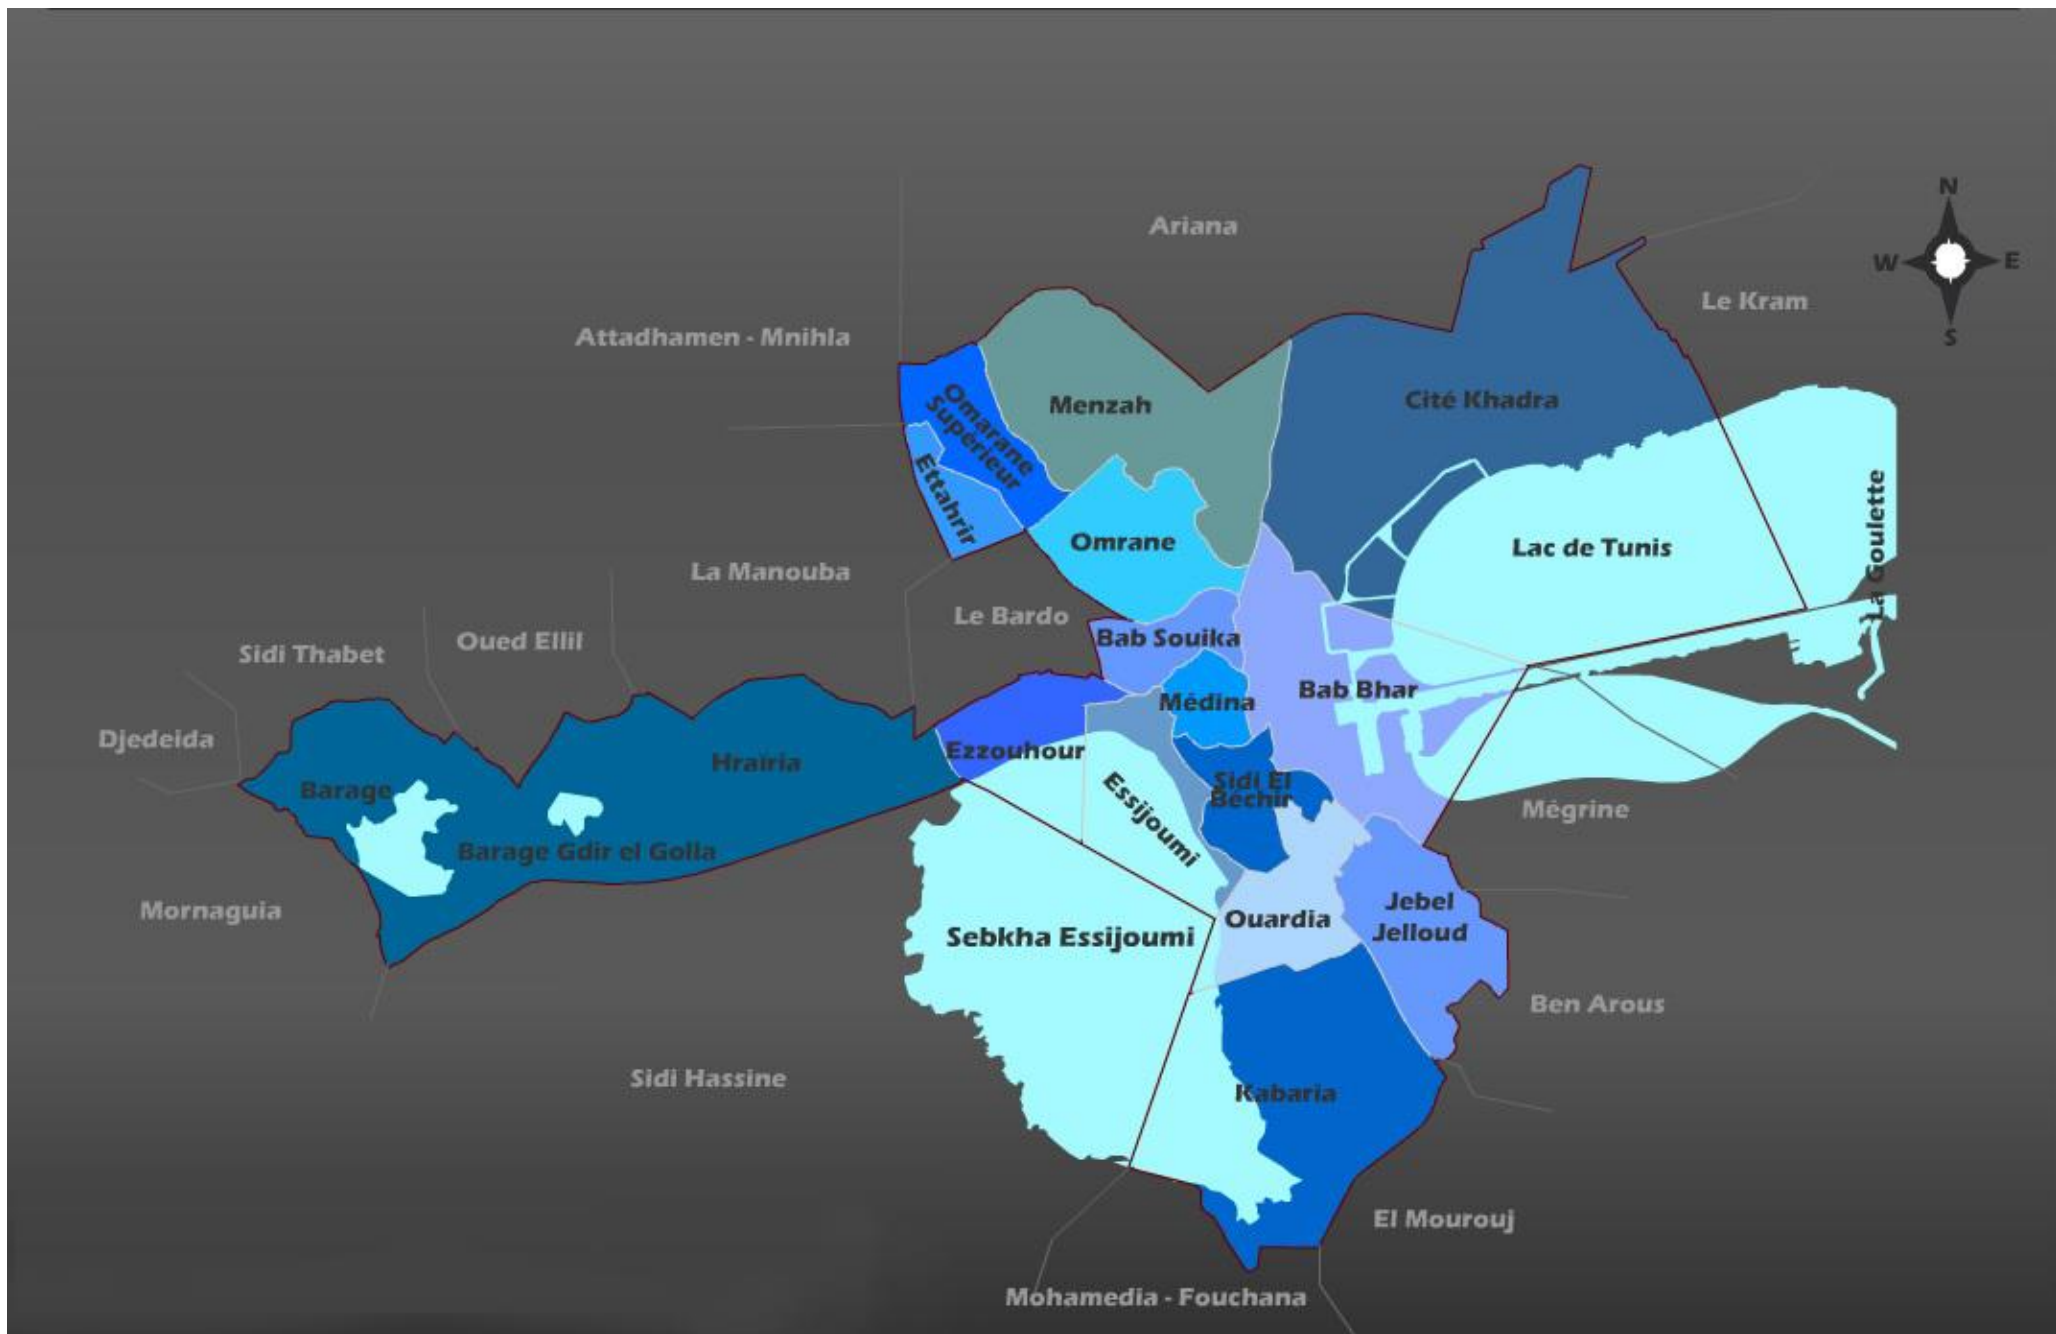 N
Ariana
W
E
Le Kram
Attadhamen - Mnihla
S
Omarane
Supérieur
Menzah
Cité Khadra
Ettahrir
Omrane
Lac de Tunis
La Goulette
La Manouba
Le Bardo
Bab Souika
Sidi Thabet
Oued Ellil
Médina
Bab Bhar
Djedeida
Hraïria
Ezzouhour
Barage
Essijoumi
Sidi El
Béchir
Mégrine
Barage Gdir el Golla
Mornaguia
Sebkha Essijoumi
Ouardia
Jebel
Jelloud
Ben Arous
Sidi Hassine
Kabaria
El Mourouj
Mohamedia - Fouchana